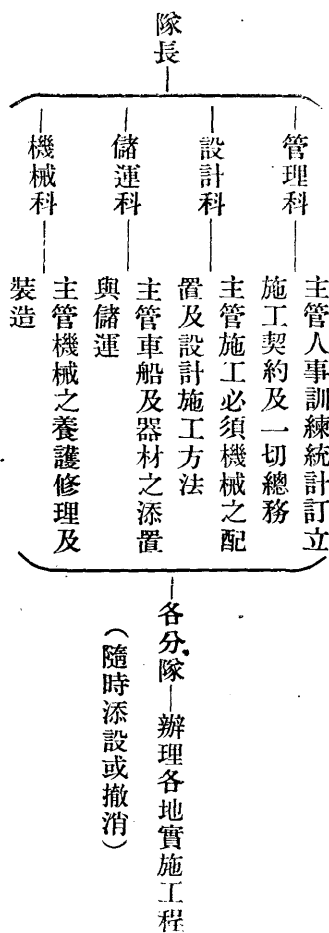 隊長
管理科
主管人事訓練統計訂立
施工契約及一切總務
設計科
主管施工必須機械之配
置及設計施工方法
儲運科
主管車船及器材之添置
與儲運
機械科
主管機械之養護修理及
裝造
各分隊—辦理各地實施工程
(隨時添設或撤消)